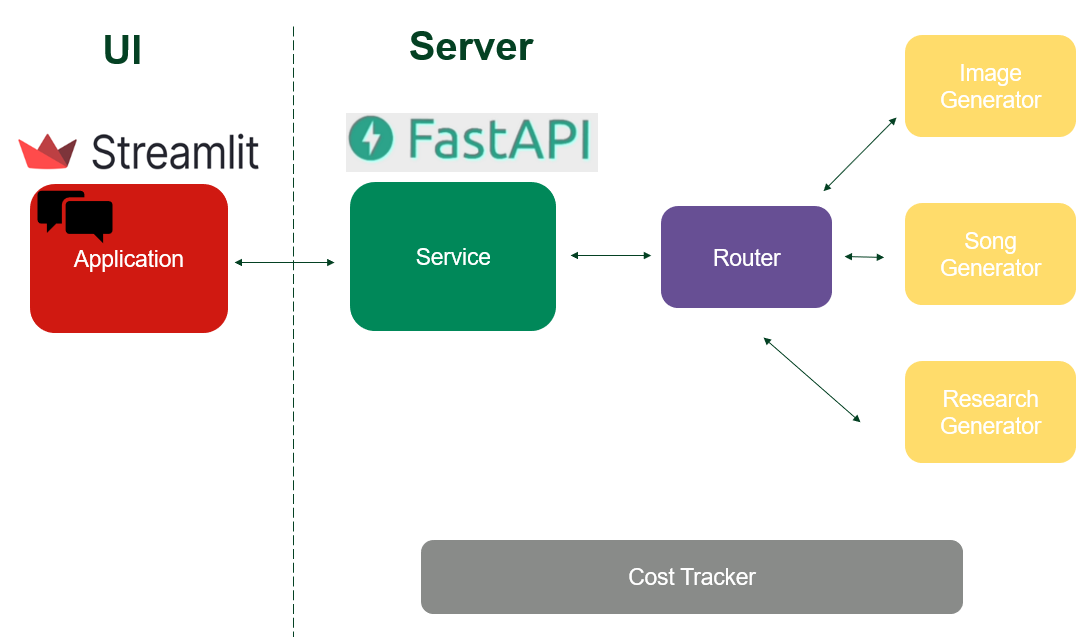 UI
Server
Streamlit
FastAPI
Application
Service
Router
Image
Generator
Song
Generator
Research
Generator
Cost Tracker